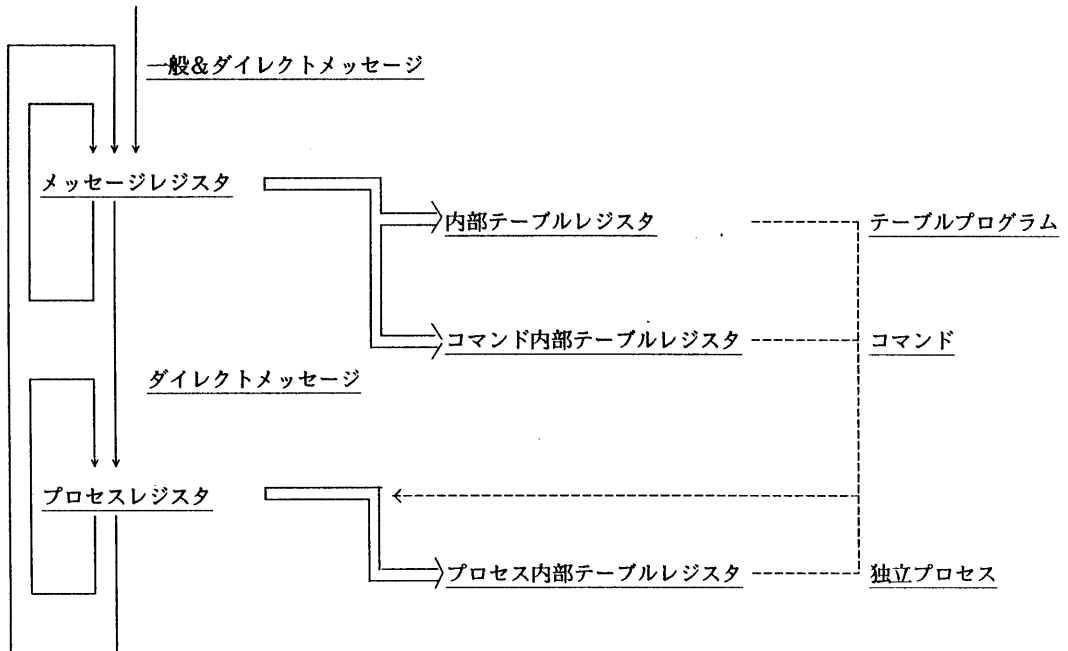 一般&ダイレクトメッセージ
メッセージレジスタ
内部テーブルレジスタ
テーブルプログラム
コマンド内部テーブルレジスタ
コマンド
ダイレクトメッセージ
プロセスレジスタ
プロセス内部テーブルレジスタ
独立プロセス